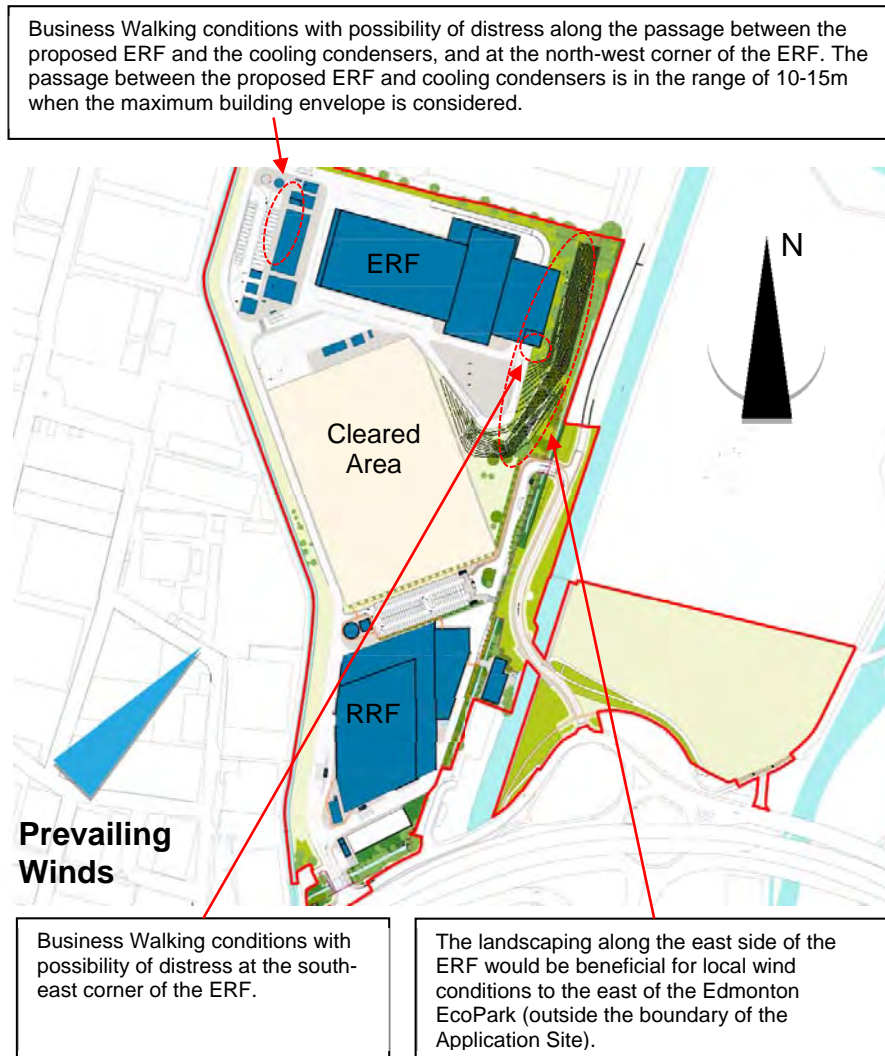 Business Walking conditions with possibility of distress along the passage between the
proposed ERF and the cooling condensers, and at the north-west corner of the ERF. The
passage between the proposed ERF and cooling condensers is in the range of 10-15m
when the maximum building envelope is considered.
N
ERF
Cleared
Area
RRF
Prevailing
Winds
Business Walking conditions with
possibility of distress at the south-
east corner of the ERF.
The landscaping along the east side of the
ERF would be beneficial for local wind
conditions to the east of the Edmonton
EcoPark (outside the boundary of the
Application Site).